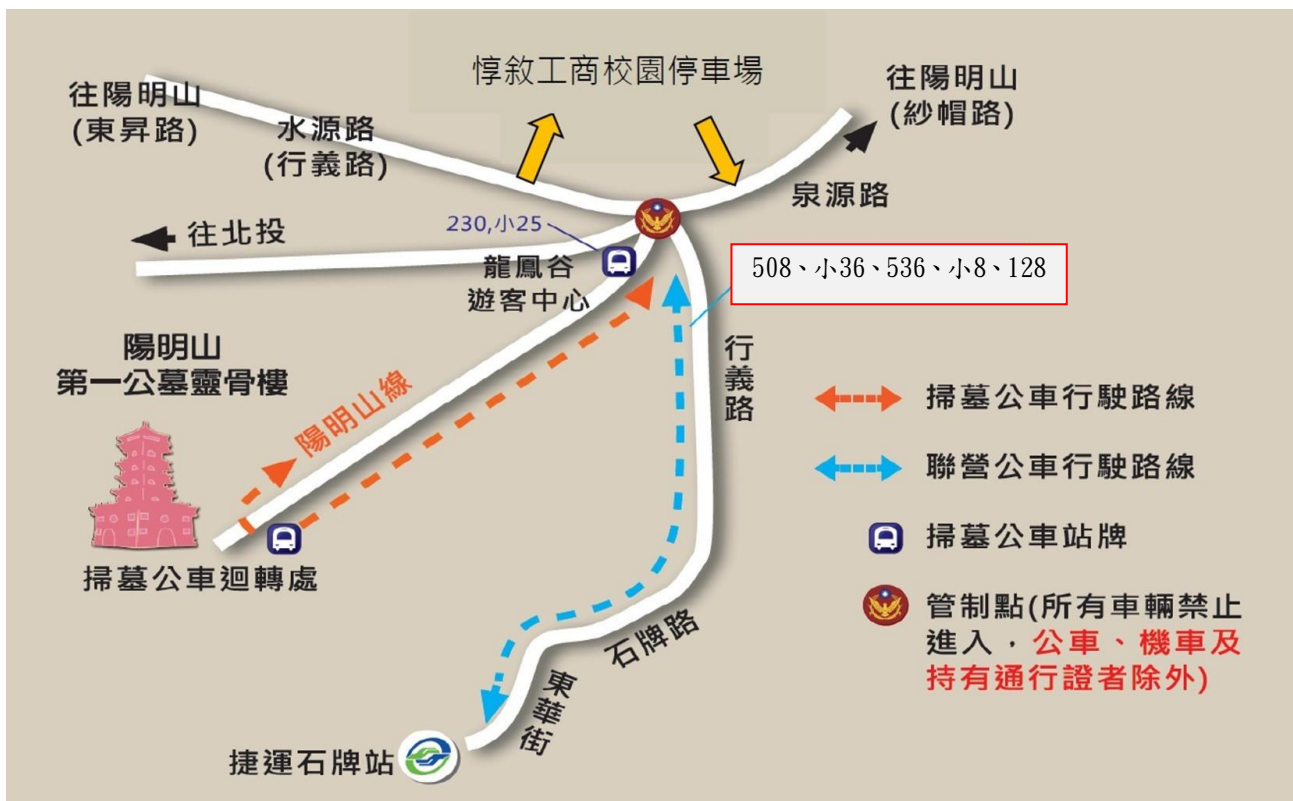 惇敘工商校園停車場
往陽明山
(東昇路)
水源路
(行義路)
往陽明山
(紗帽路)
泉源路
往北投
230,小25
龍鳳谷
遊客中心
508、小36、536、小8、128
陽明山
第一公墓靈骨樓
陽明山線
行義路
掃墓公車行駛路線
聯營公車行駛路線
掃墓公車站牌
掃墓公車迴轉處
管制點(所有車輛禁止
進入，公車、機車及
持有通行證者除外)
石牌路
東華街
捷運石牌站